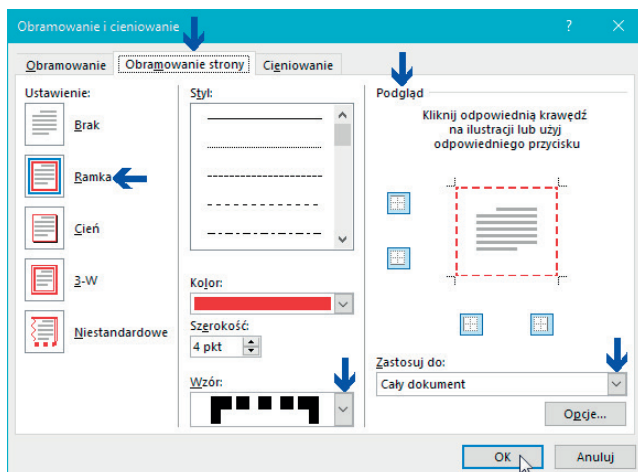 Obramowanie i cieniowanie
? ×
Obramowanie
Obramowanie strony
Cieniowanie
Ustawienie:
Brak
Ramka
Cień
3-W
Niestandardowe
Styl:
Kolor:
Szerokość:
4 pkt
Wzór:
Podgląd
Kliknij odpowiednią krawędź
na ilustracji lub użyj
odpowiedniego przycisku
Zastosuj do:
Cały dokument
Opcje...
OK
Anuluj